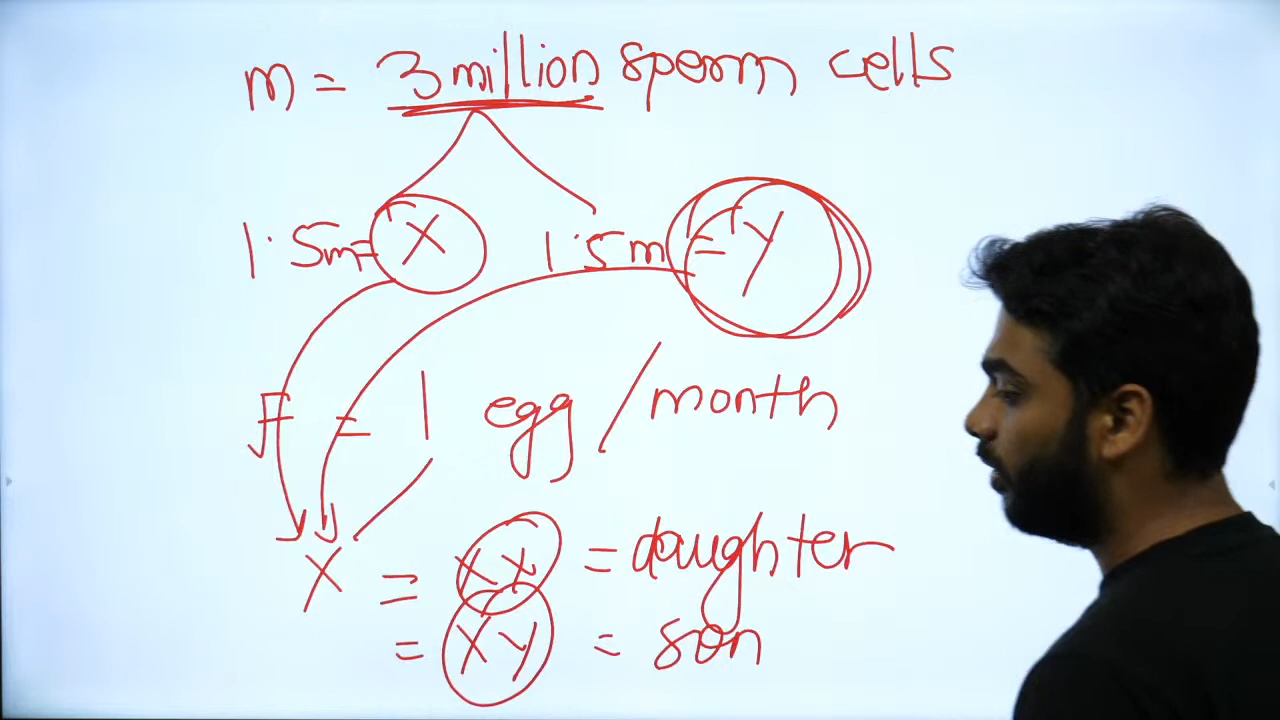 m = 3 million sperm cells
1.5m = X 1.5m = Y
F = 1 egg / month
X = XX = daughter
= XY = son